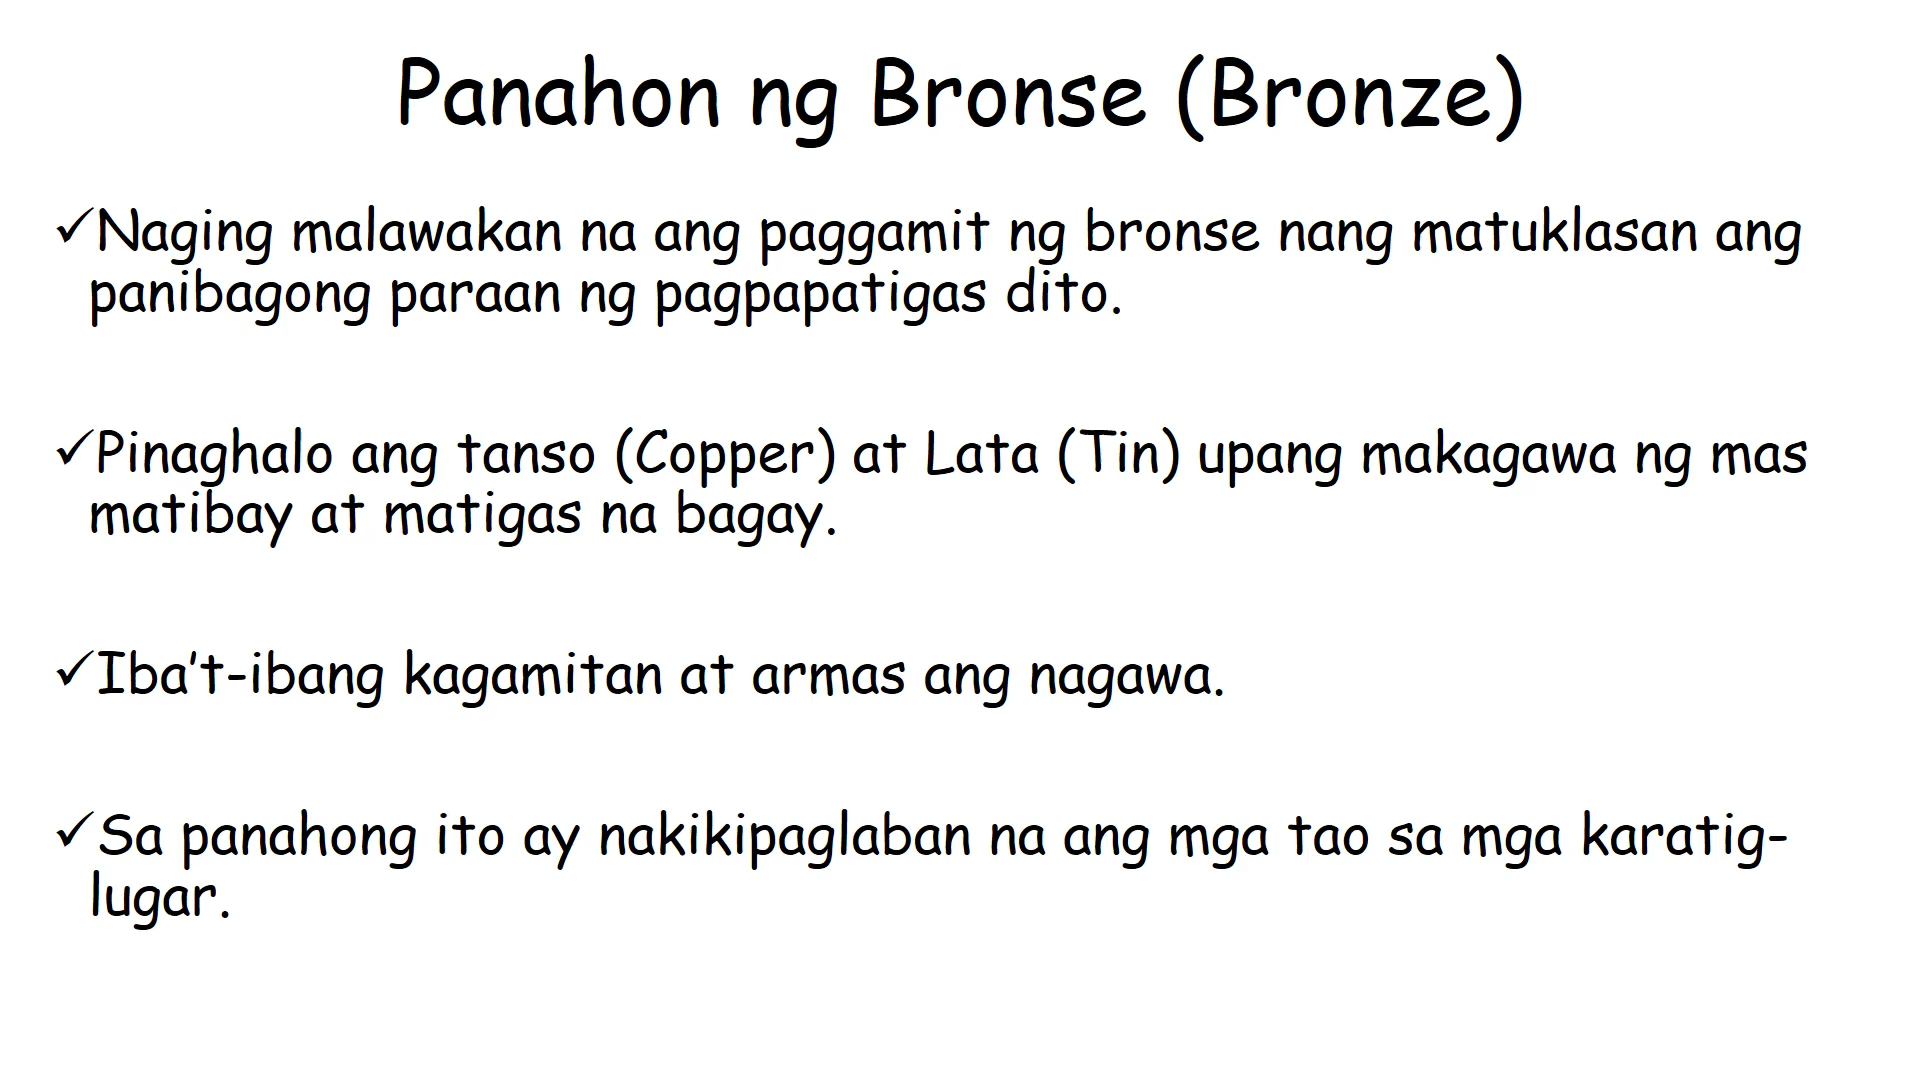 Panahon ng Bronse (Bronze)
✓Naging malawakan na ang paggamit ng bronse nang matuklasan ang
panibagong paraan ng pagpapatigas dito.
✓Pinaghalo ang tanso (Copper) at Lata (Tin) upang makagawa ng mas
matibay at matigas na bagay.
✓Iba't-ibang kagamitan at armas ang nagawa.
✓Sa panahong ito ay nakikipaglaban na ang mga tao sa mga karatig-
lugar.